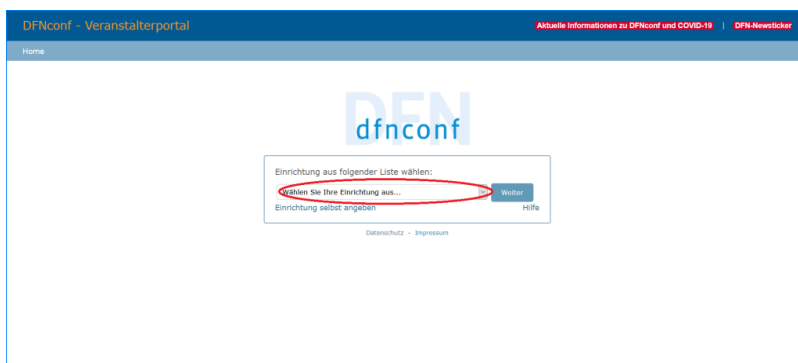 DFNconf - Veranstalterportal
Aktuelle Informationen zu DFNconf und COVID-19 | DFN-Newsticker
Home
DFN
dfnconf
Einrichtung aus folgender Liste wählen:
Wählen Sie Ihre Einrichtung aus...
Weiter
Einrichtung selbst angeben
Hilfe
Datenschutz - Impressum